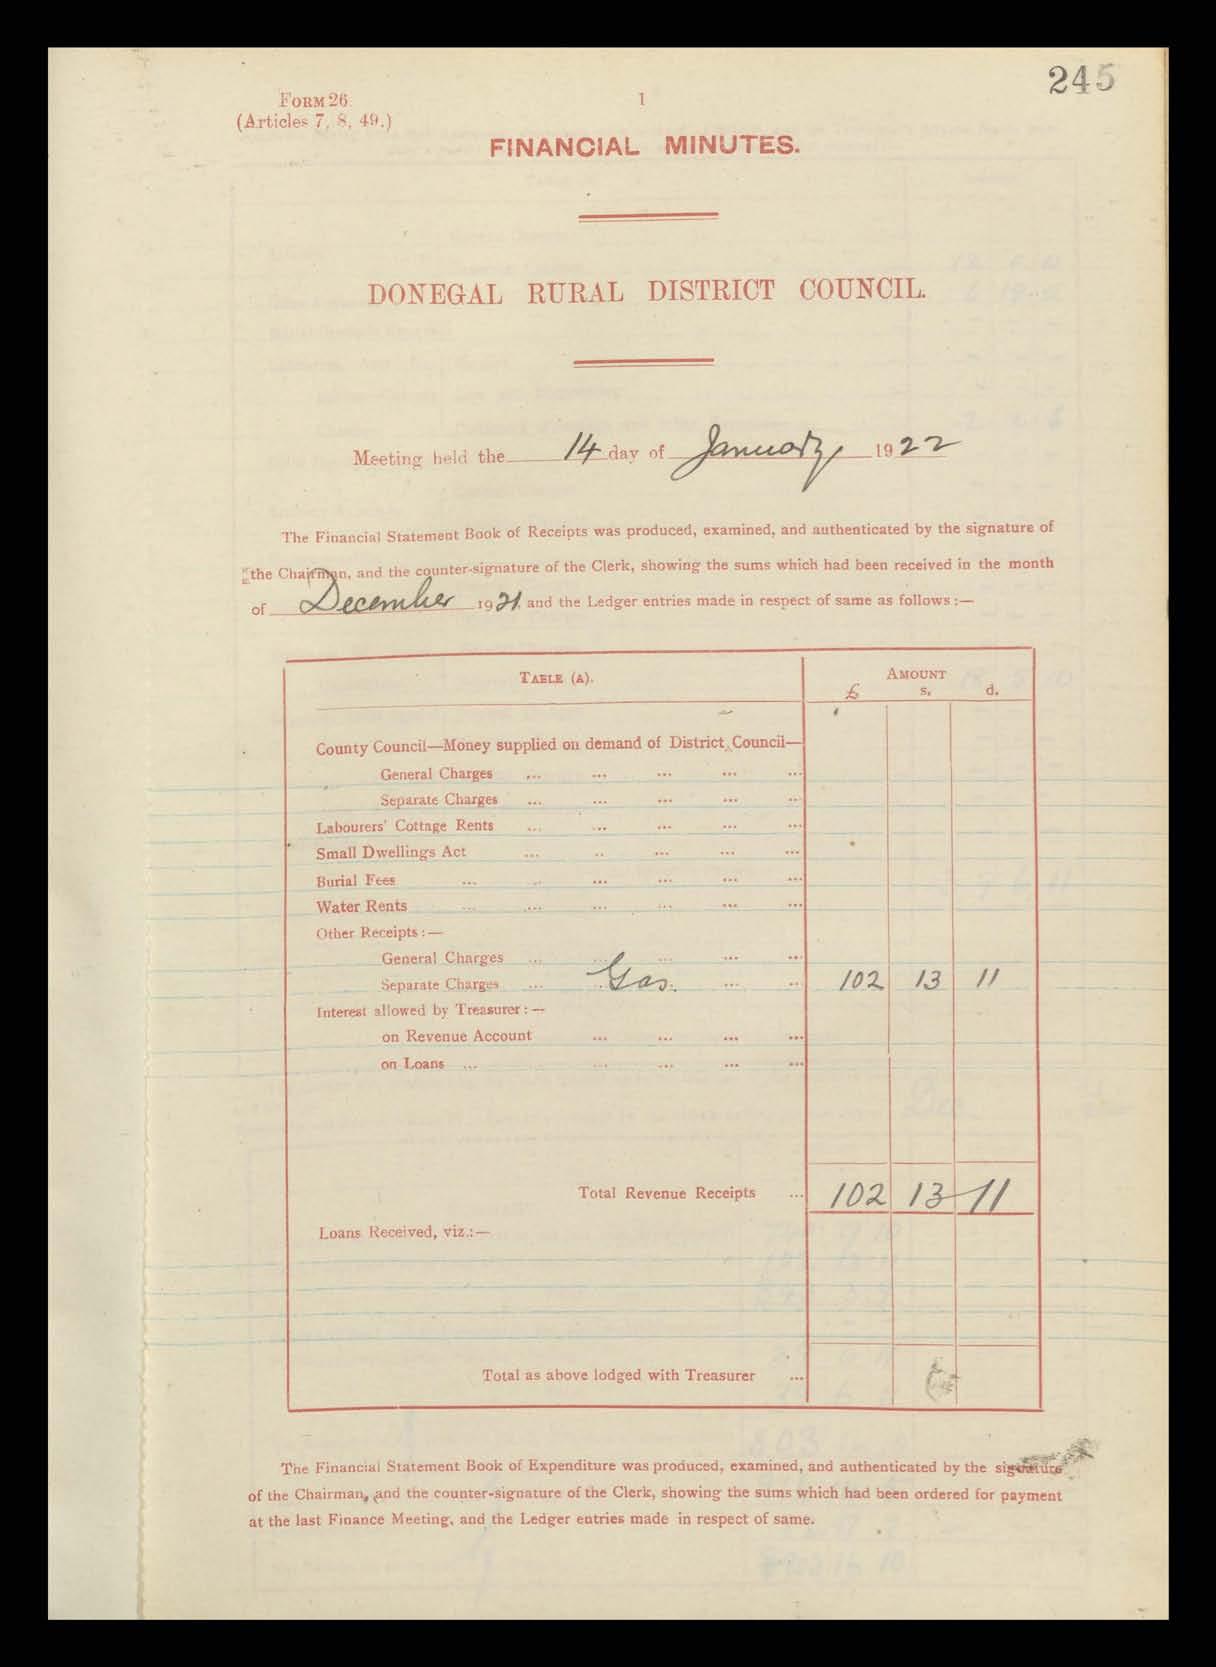 245
FORM 26.
(Articles 7, 8, 49.)
1
FINANCIAL MINUTES.
DONEGAL RURAL DISTRICT COUNCIL.
Meeting held the 14 day of January 1922
The Financial Statement Book of Receipts was produced, examined, and authenticated by the signature of
the Chairman, and the counter-signature of the Clerk, showing the sums which had been received in the month
of December 1921 and the Ledger entries made in respect of same as follows:—
TABLE (A). AMOUNT
£ s. d.
County Council—Money supplied on demand of District Council—
General Charges ... ... ... ... ...
Separate Charges ... ... ... ... ...
Labourers' Cottage Rents ... ... ... ... ...
Small Dwellings Act ... ... ... ... ...
Burial Fees ... ... ... ... ... ...
Water Rents ... ... ... ... ... ...
Other Receipts:—
General Charges ... ... ... ... ...
Separate Charges ... Gas. ... ... 102 13 11
Interest allowed by Treasurer:—
on Revenue Account ... ... ... ...
on Loans ... ... ... ... ...
Total Revenue Receipts ... 102 13 11
Loans Received, viz.:—
Total as above lodged with Treasurer ...
The Financial Statement Book of Expenditure was produced, examined, and authenticated by the signature
of the Chairman, and the counter-signature of the Clerk, showing the sums which had been ordered for payment
at the last Finance Meeting, and the Ledger entries made in respect of same.